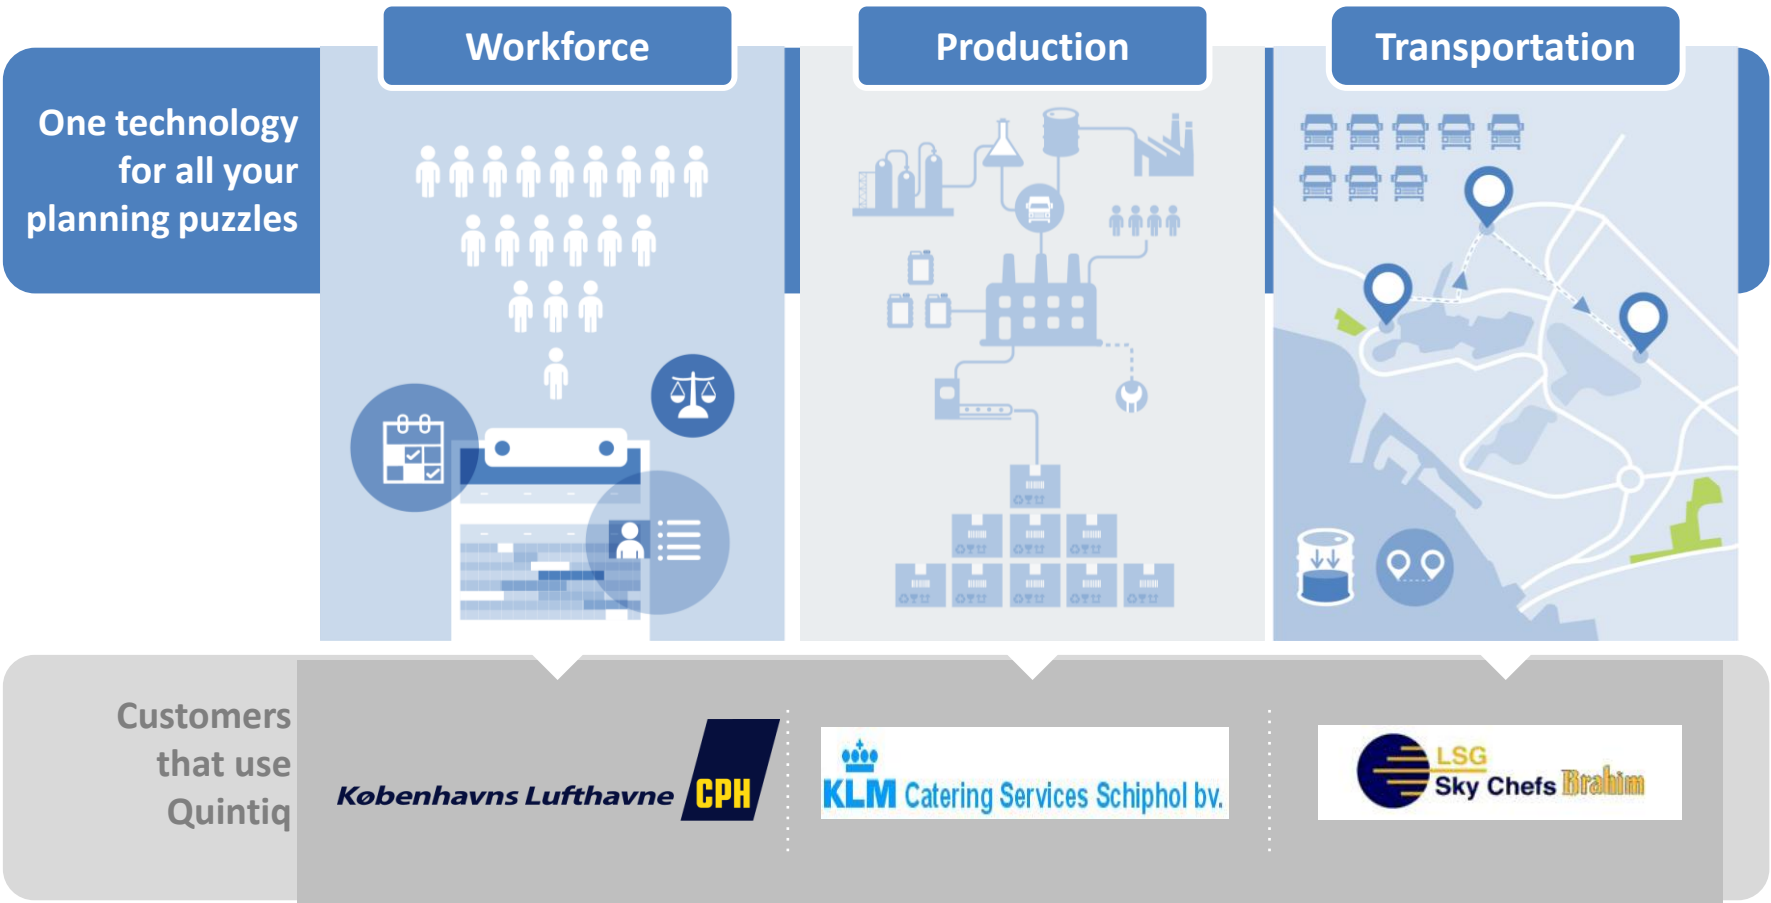 Workforce
Production
Transportation
One technology
for all your
planning puzzles
Customers
that use
Quintiq
Københavns Lufthavne
CPH
KLM Catering Services Schiphol bv.
LSG
Sky Chefs Brahim